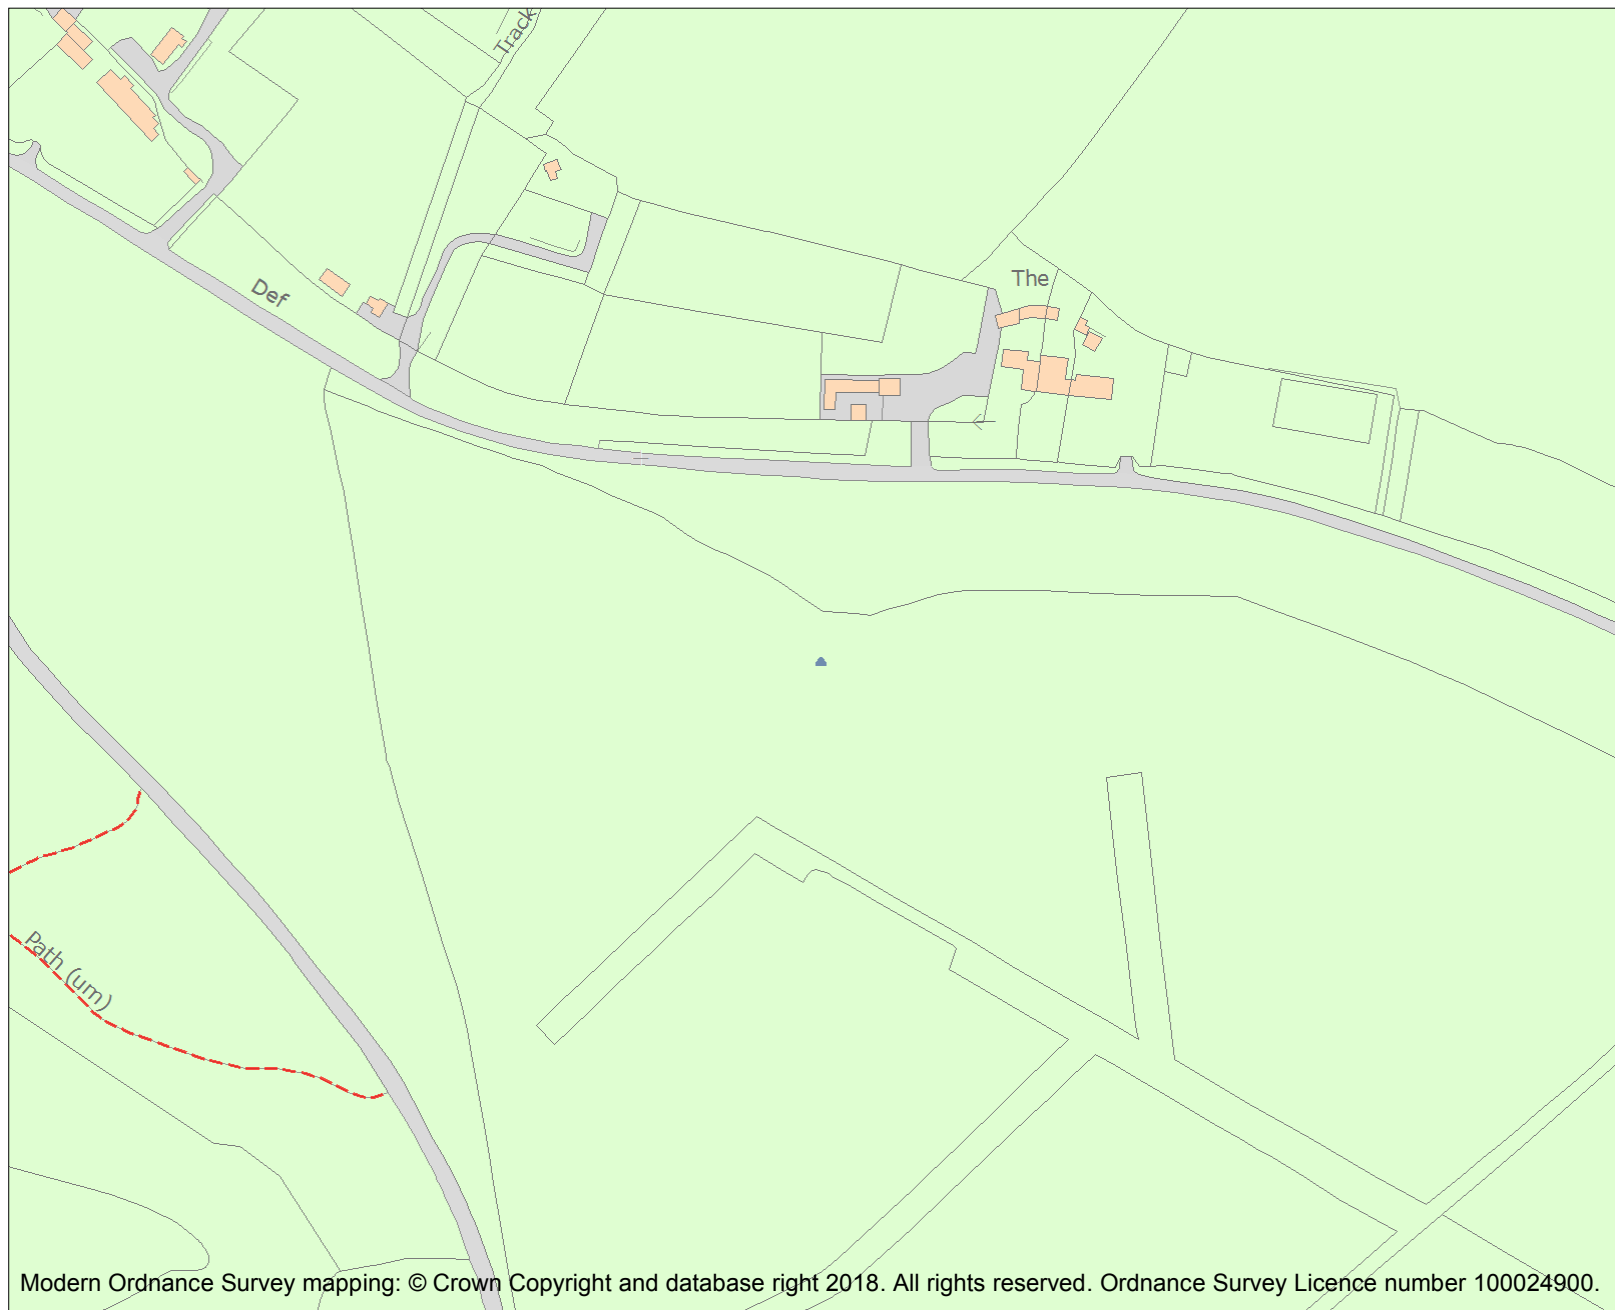 Track
Def
The
Path (um)
Modern Ordnance Survey mapping: © Crown Copyright and database right 2018. All rights reserved. Ordnance Survey Licence number 100024900.